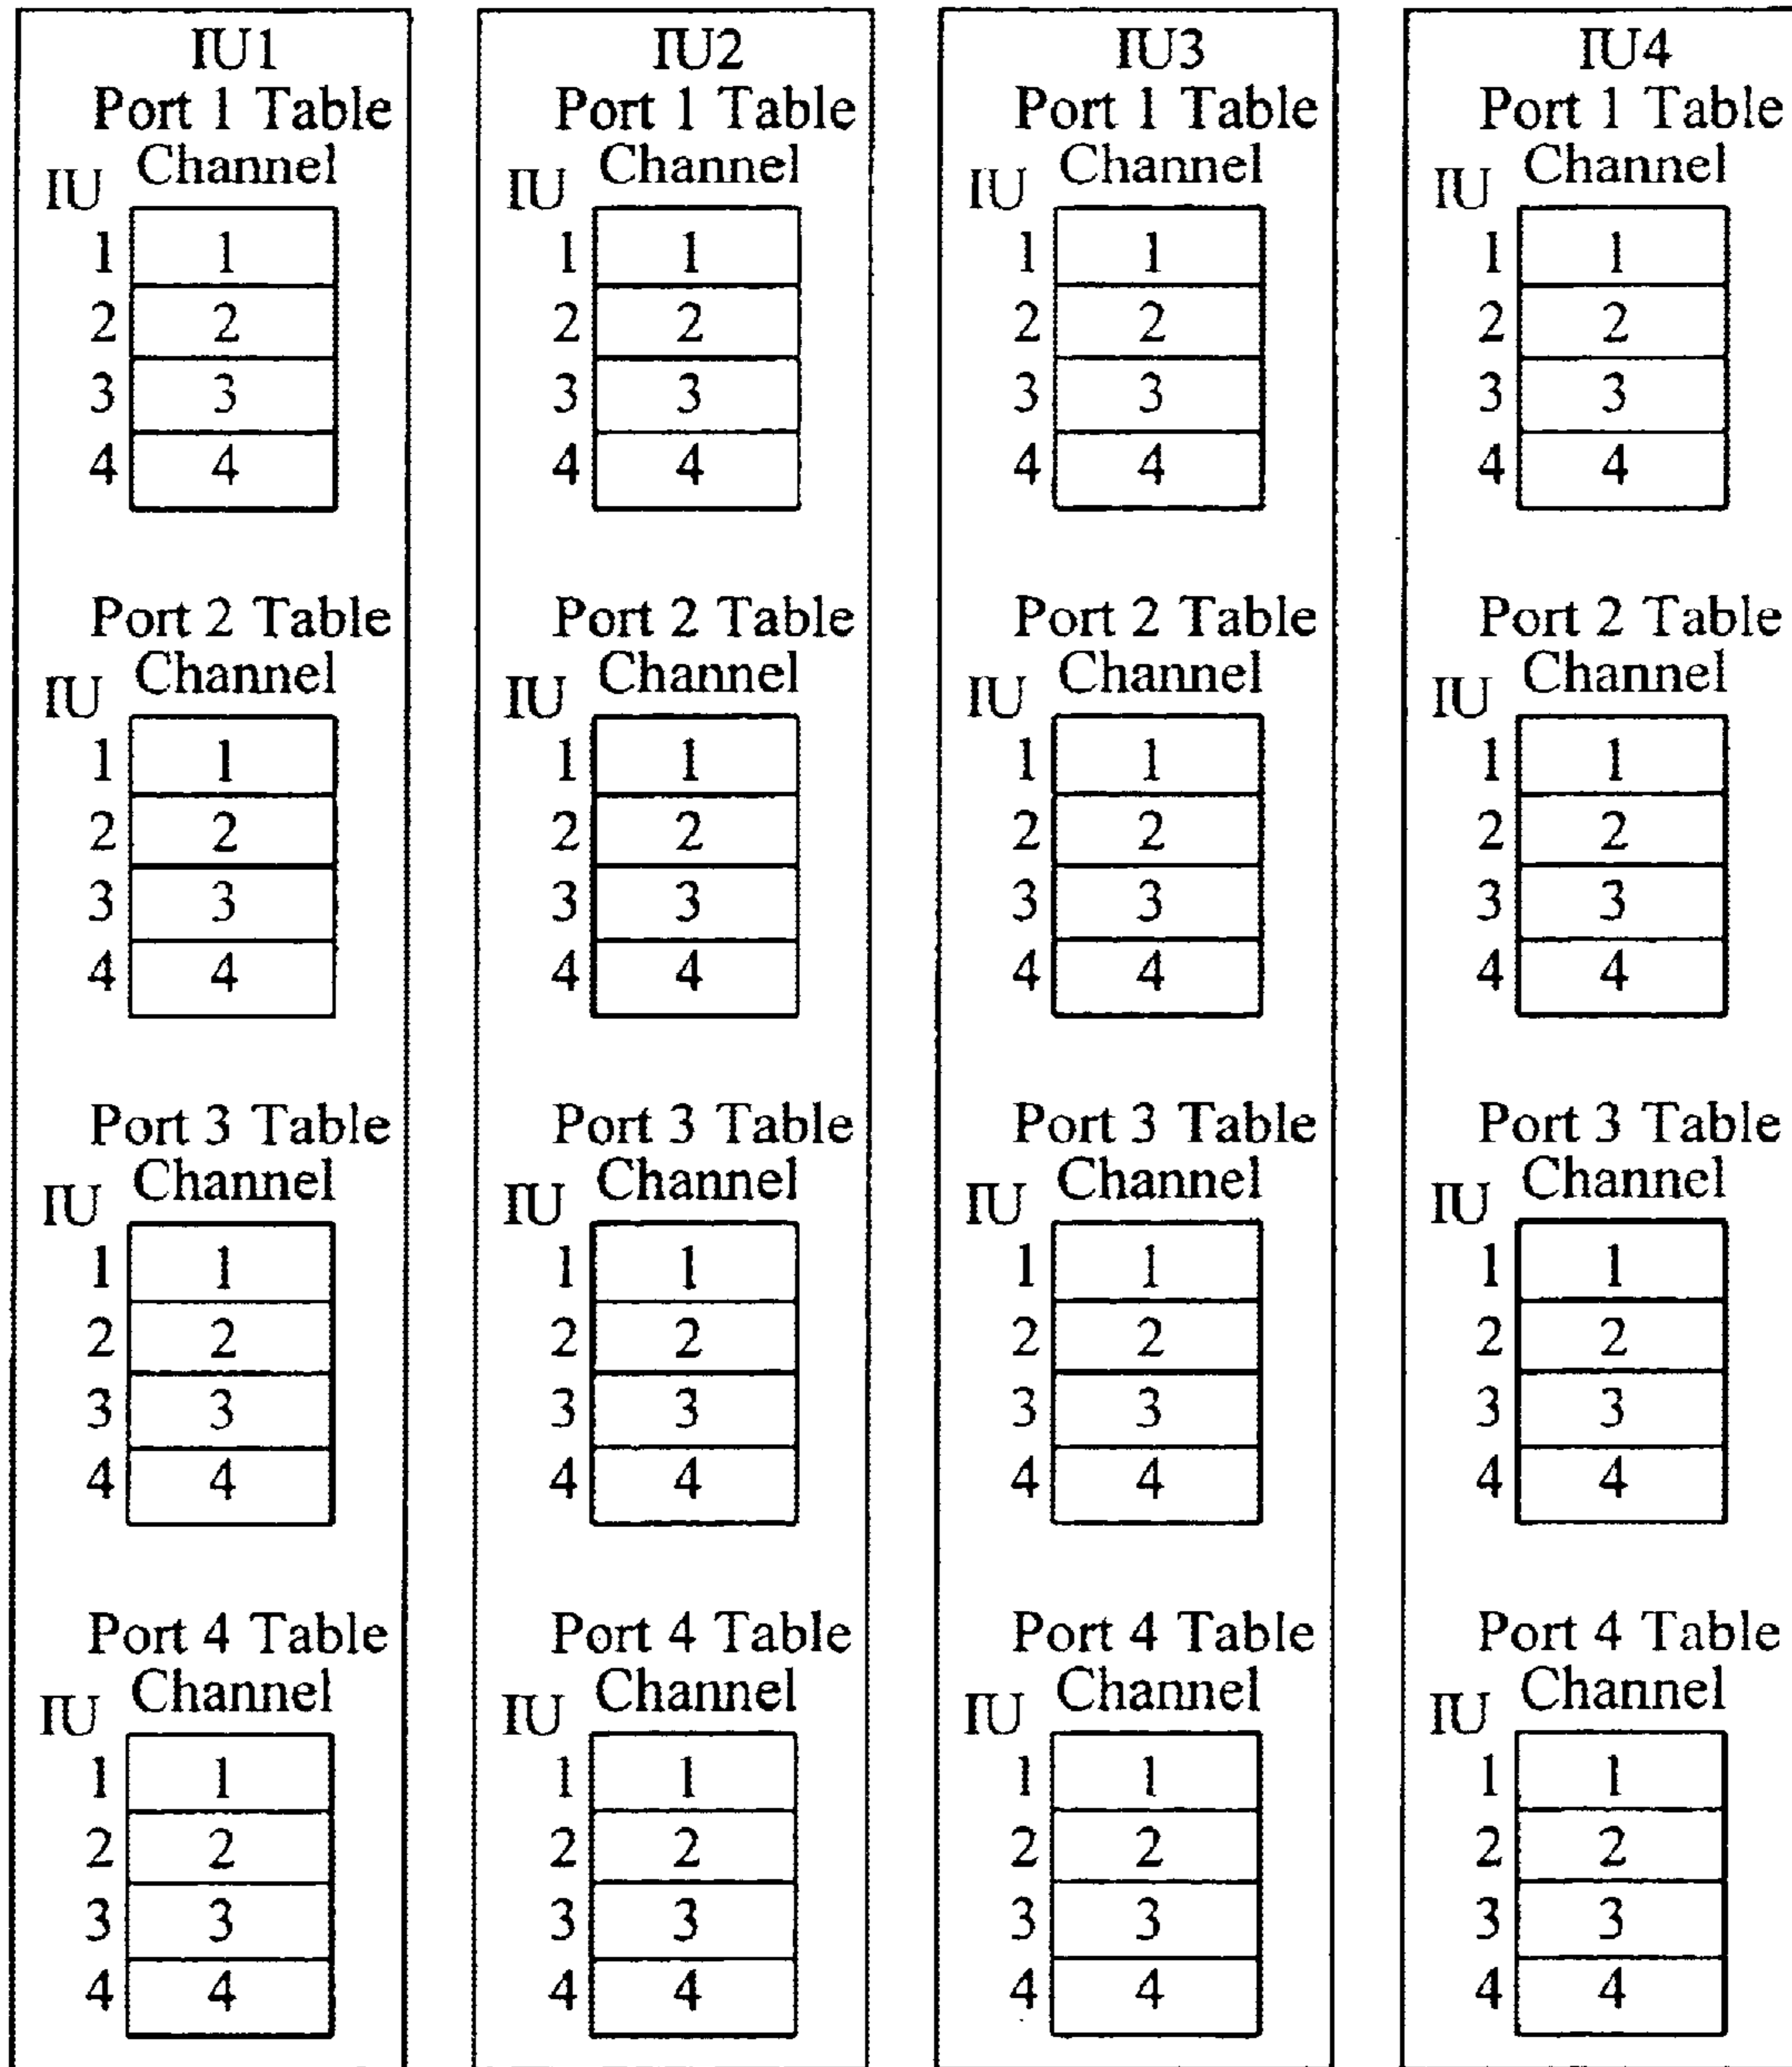 IU1
Port 1 Table
Channel
IU
1 1
2 2
3 3
4 4
Port 2 Table
Channel
IU
1 1
2 2
3 3
4 4
Port 3 Table
Channel
IU
1 1
2 2
3 3
4 4
Port 4 Table
Channel
IU
1 1
2 2
3 3
4 4
IU2
Port 1 Table
Channel
IU
1 1
2 2
3 3
4 4
Port 2 Table
Channel
IU
1 1
2 2
3 3
4 4
Port 3 Table
Channel
IU
1 1
2 2
3 3
4 4
Port 4 Table
Channel
IU
1 1
2 2
3 3
4 4
IU3
Port 1 Table
Channel
IU
1 1
2 2
3 3
4 4
Port 2 Table
Channel
IU
1 1
2 2
3 3
4 4
Port 3 Table
Channel
IU
1 1
2 2
3 3
4 4
Port 4 Table
Channel
IU
1 1
2 2
3 3
4 4
IU4
Port 1 Table
Channel
IU
1 1
2 2
3 3
4 4
Port 2 Table
Channel
IU
1 1
2 2
3 3
4 4
Port 3 Table
Channel
IU
1 1
2 2
3 3
4 4
Port 4 Table
Channel
IU
1 1
2 2
3 3
4 4